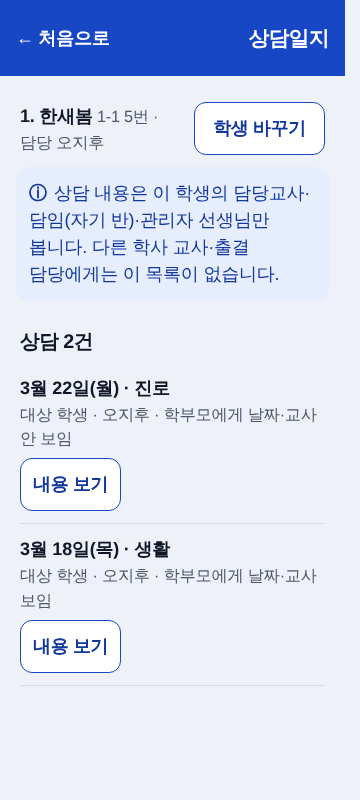 ← 처음으로
상담일지
1. 한새봄 1-1 5번 ·
담당 오지후
학생 바꾸기
ⓘ 상담 내용은 이 학생의 담당교사·
담임(자기 반)·관리자 선생님만
봅니다. 다른 학사 교사·출결
담당에게는 이 목록이 없습니다.
상담 2건
3월 22일(월) · 진로
대상 학생 · 오지후 · 학부모에게 날짜·교사
안 보임
내용 보기
3월 18일(목) · 생활
대상 학생 · 오지후 · 학부모에게 날짜·교사
보임
내용 보기